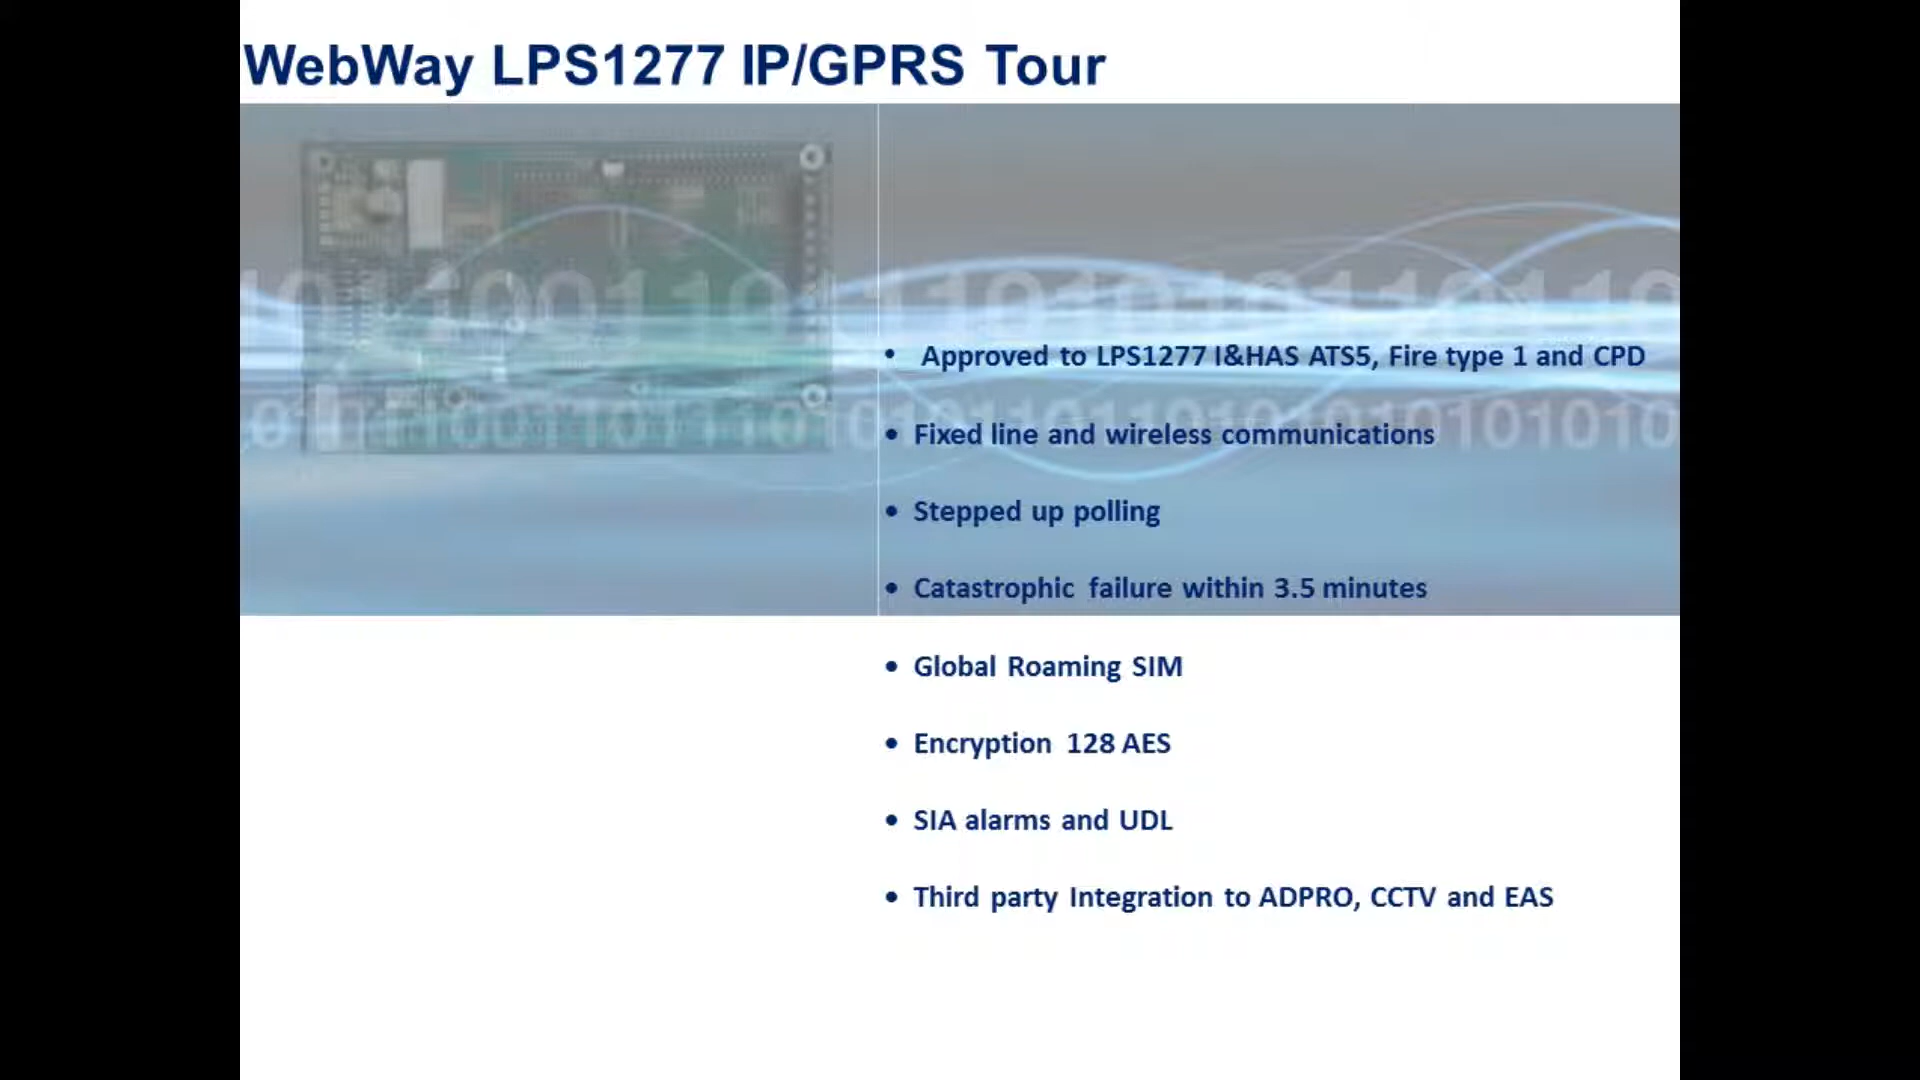 WebWay LPS1277 IP/GPRS Tour
• Approved to LPS1277 I&HAS ATS5, Fire type 1 and CPD
• Fixed line and wireless communications
• Stepped up polling
• Catastrophic failure within 3.5 minutes
• Global Roaming SIM
• Encryption 128 AES
• SIA alarms and UDL
• Third party Integration to ADPRO, CCTV and EAS